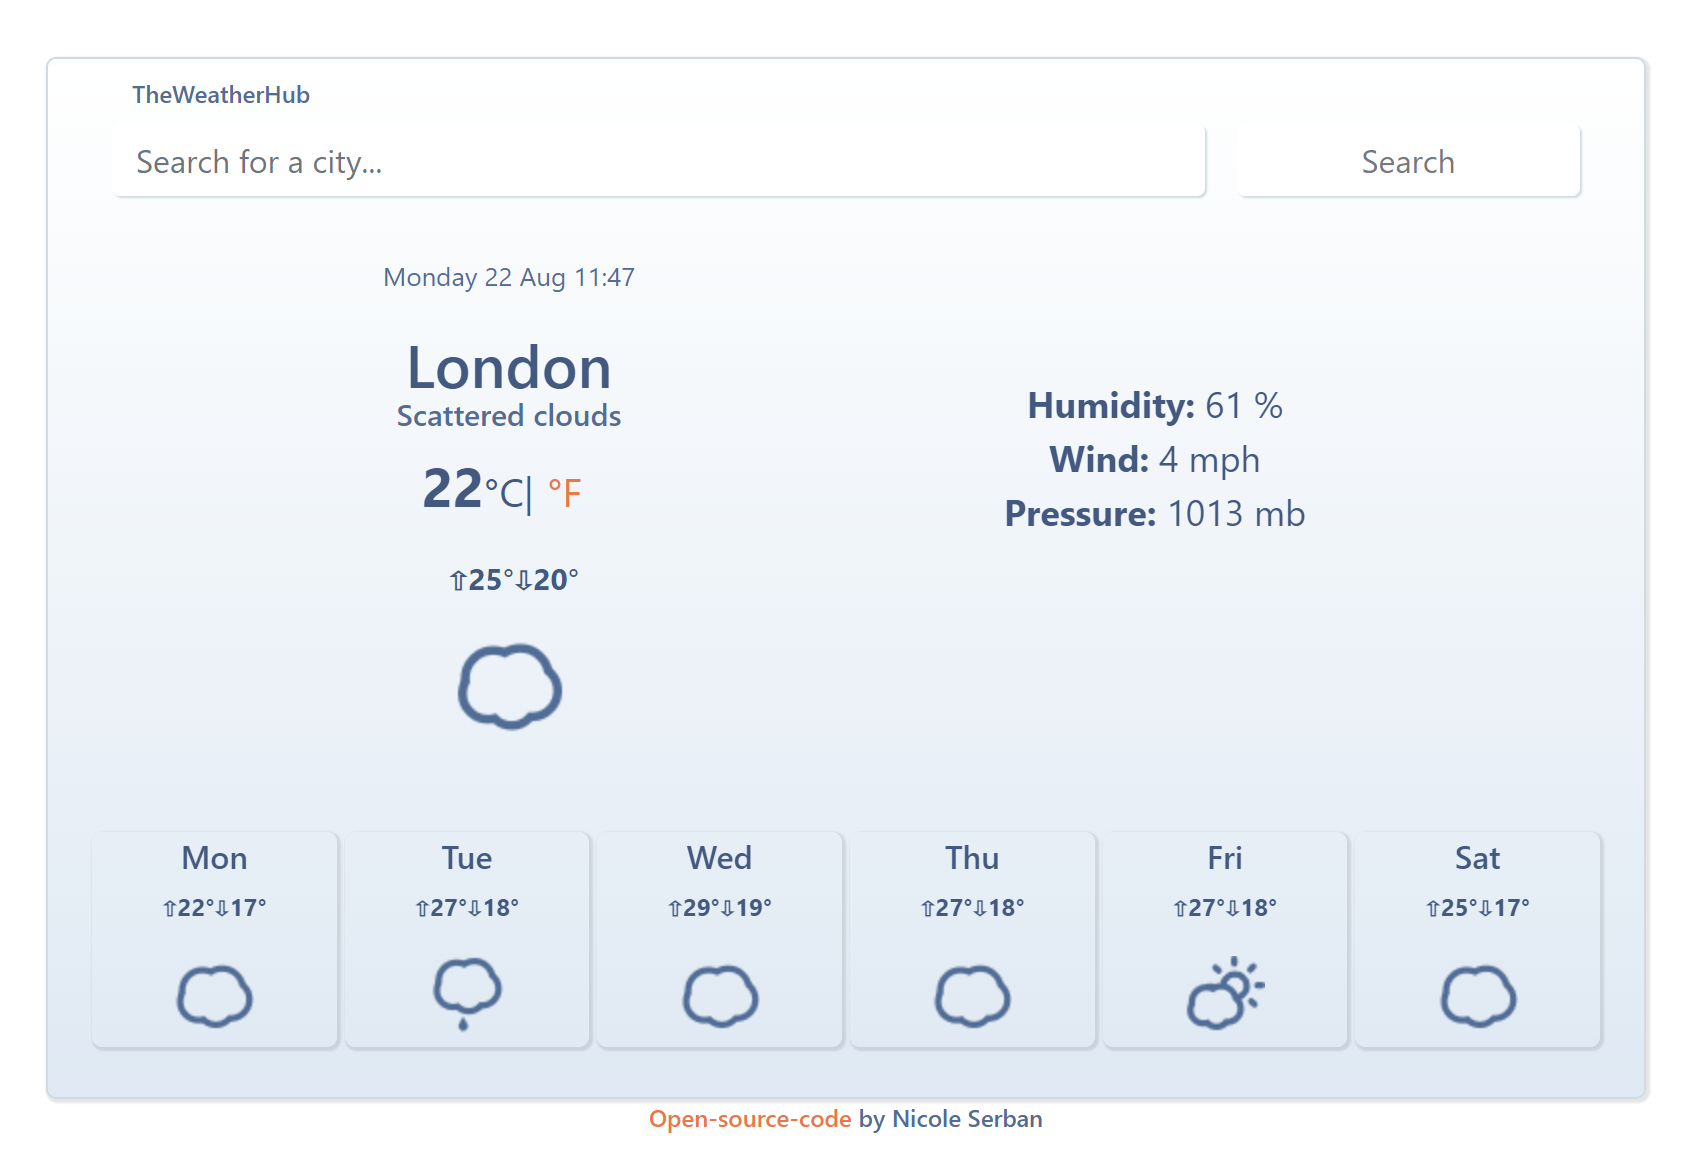 TheWeatherHub
Search for a city...
Search
Monday 22 Aug 11:47
London
Scattered clouds
22°C| °F
⇧25°⇩20°
Humidity: 61 %
Wind: 4 mph
Pressure: 1013 mb
Mon
⇧22°⇩17°
Tue
⇧27°⇩18°
Wed
⇧29°⇩19°
Thu
⇧27°⇩18°
Fri
⇧27°⇩18°
Sat
⇧25°⇩17°
Open-source-code by Nicole Serban